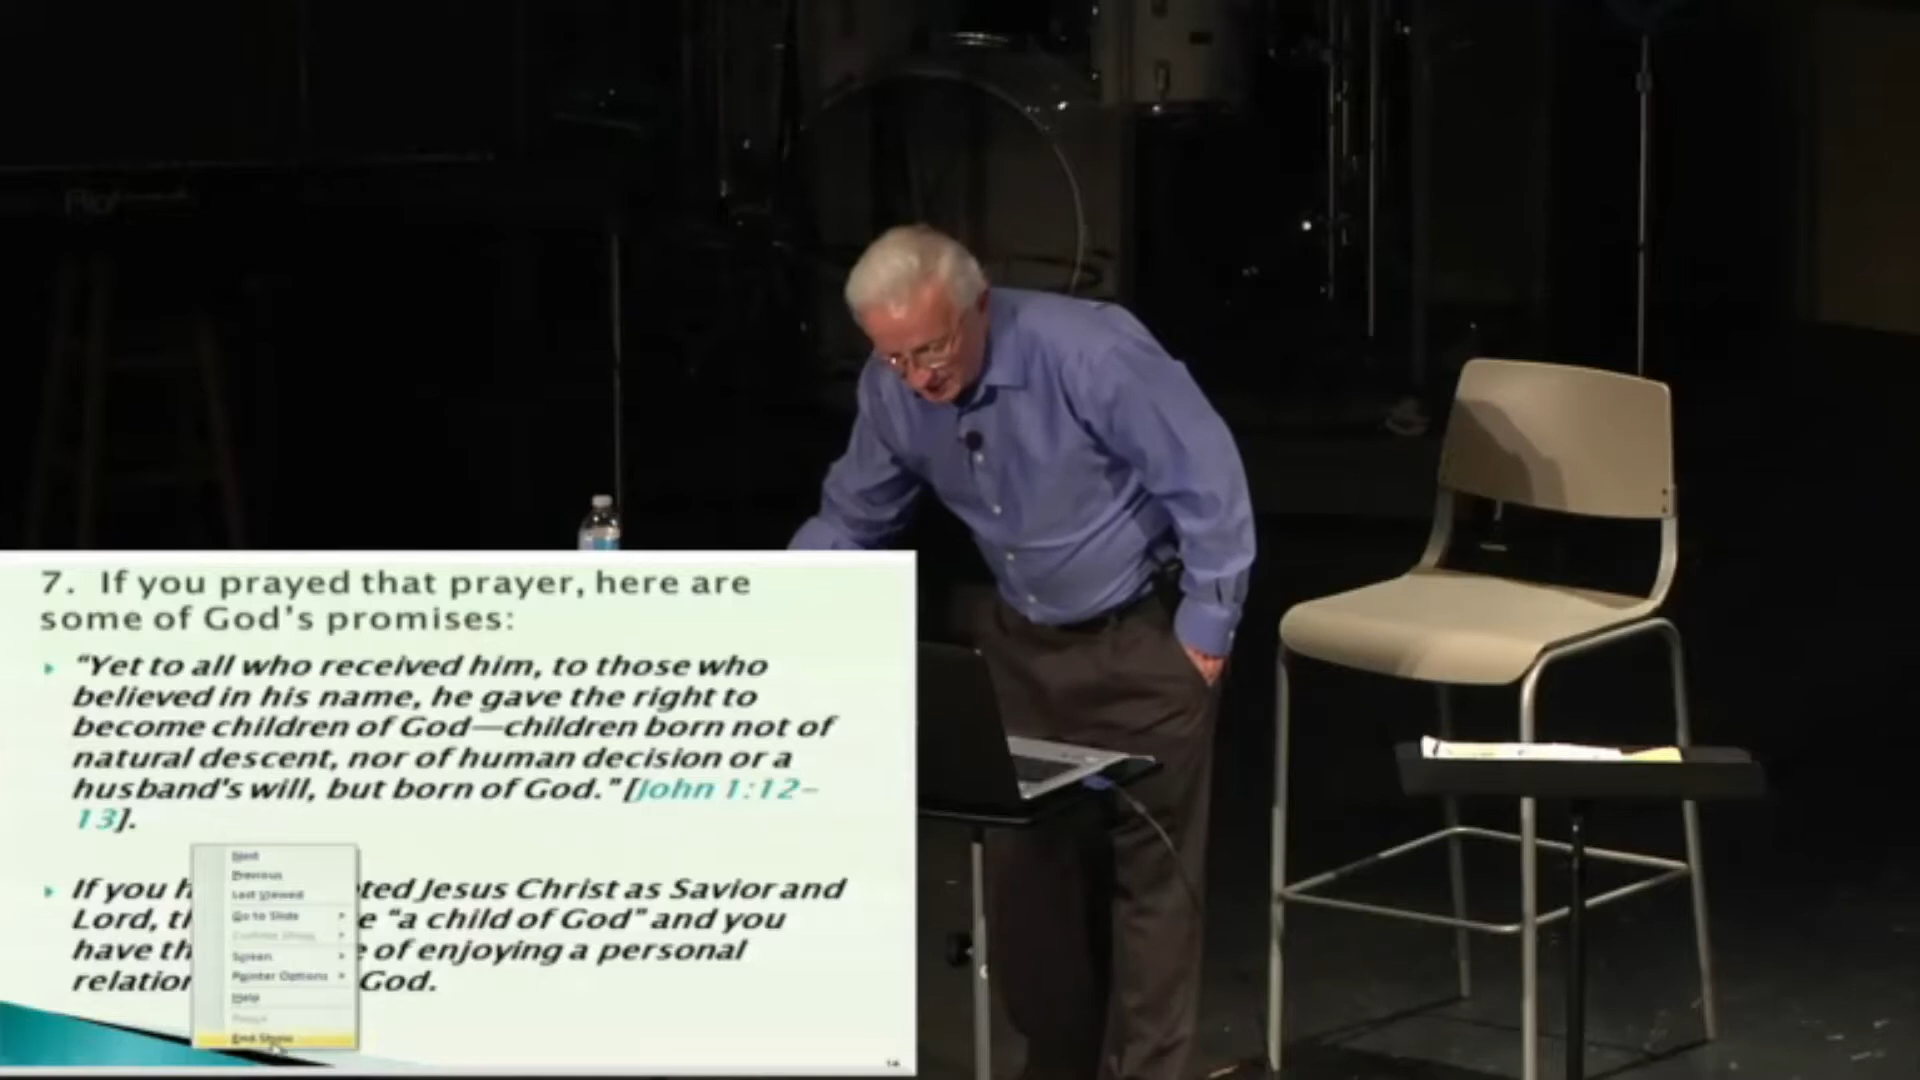 7. If you prayed that prayer, here are
some of God's promises:
"Yet to all who received him, to those who
believed in his name, he gave the right to
become children of God—children born not of
natural descent, nor of human decision or a
husband's will, but born of God." [John 1:12-
13].
If you h ted Jesus Christ as Savior and
Lord, th e "a child of God" and you
have th e of enjoying a personal
relation God.
Next
Previous
Last Viewed
Go to Slide
Screen
Pointer Options
Help
Pause
End Show
14